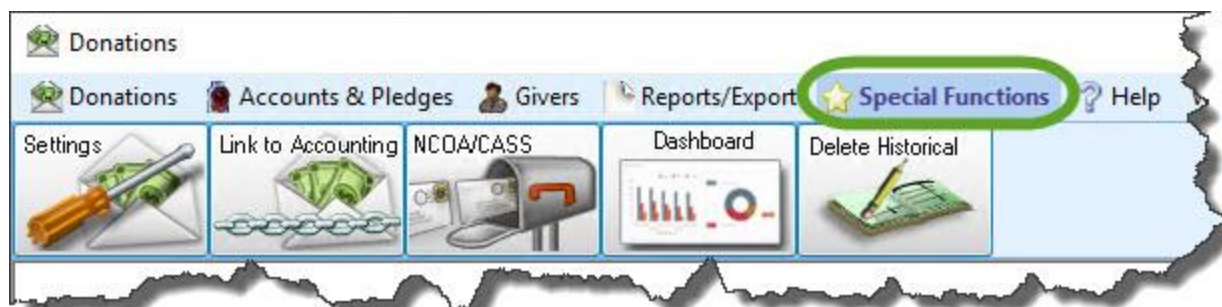 Donations
Donations Accounts & Pledges Givers Reports/Export Special Functions Help
Settings Link to Accounting NCOA/CASS Dashboard Delete Historical